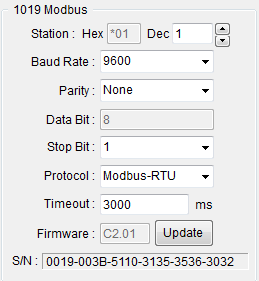 1019 Modbus
Station : Hex *01 Dec 1
Baud Rate : 9600
Parity : None
Data Bit : 8
Stop Bit : 1
Protocol : Modbus-RTU
Timeout : 3000 ms
Firmware : C2.01 Update
S/N : 0019-003B-5110-3135-3536-3032